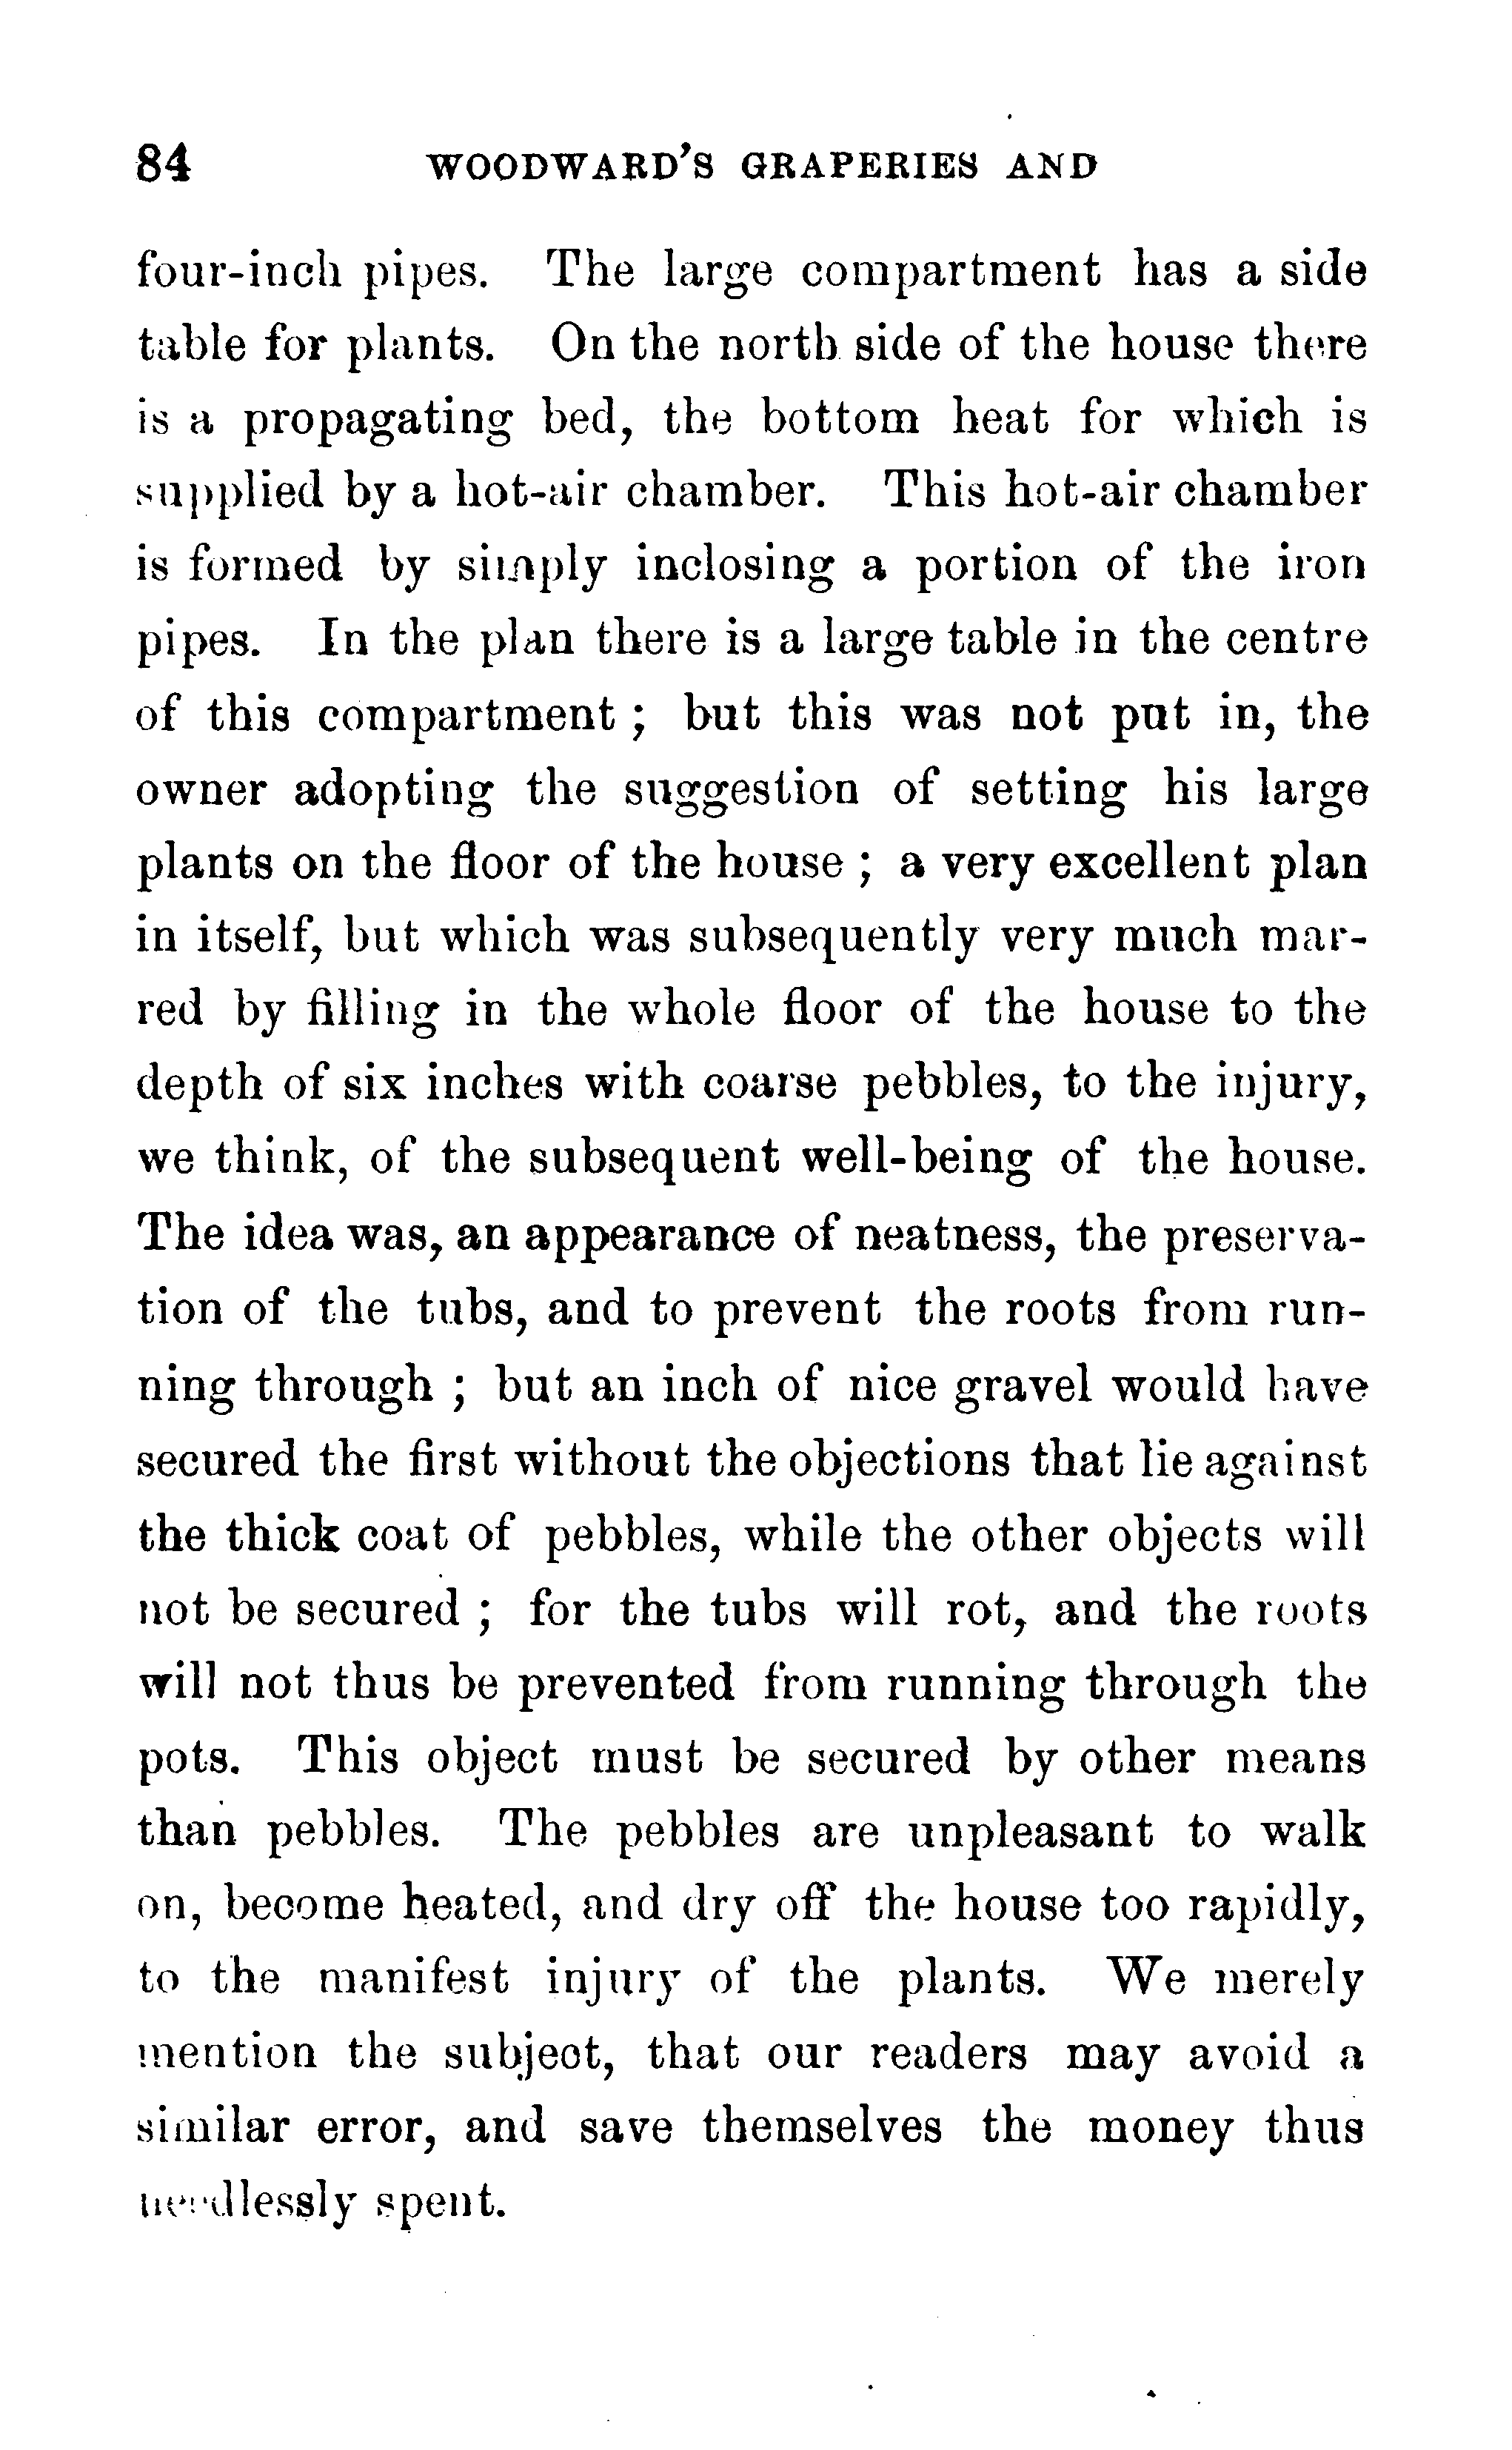 84 WOODWARD'S GRAPERIES AND
four-inch pipes. The large compartment has a side
table for plants. On the north side of the house there
is a propagating bed, the bottom heat for which is
supplied by a hot-air chamber. This hot-air chamber
is formed by simply inclosing a portion of the iron
pipes. In the plan there is a large table in the centre
of this compartment ; but this was not put in, the
owner adopting the suggestion of setting his large
plants on the floor of the house ; a very excellent plan
in itself, but which was subsequently very much mar-
red by filling in the whole floor of the house to the
depth of six inches with coarse pebbles, to the injury,
we think, of the subsequent well-being of the house.
The idea was, an appearance of neatness, the preserva-
tion of the tubs, and to prevent the roots from run-
ning through ; but an inch of nice gravel would have
secured the first without the objections that lie against
the thick coat of pebbles, while the other objects will
not be secured ; for the tubs will rot, and the roots
will not thus be prevented from running through the
pots. This object must be secured by other means
than pebbles. The pebbles are unpleasant to walk
on, become heated, and dry off the house too rapidly,
to the manifest injury of the plants. We merely
mention the subject, that our readers may avoid a
similar error, and save themselves the money thus
needlessly spent.